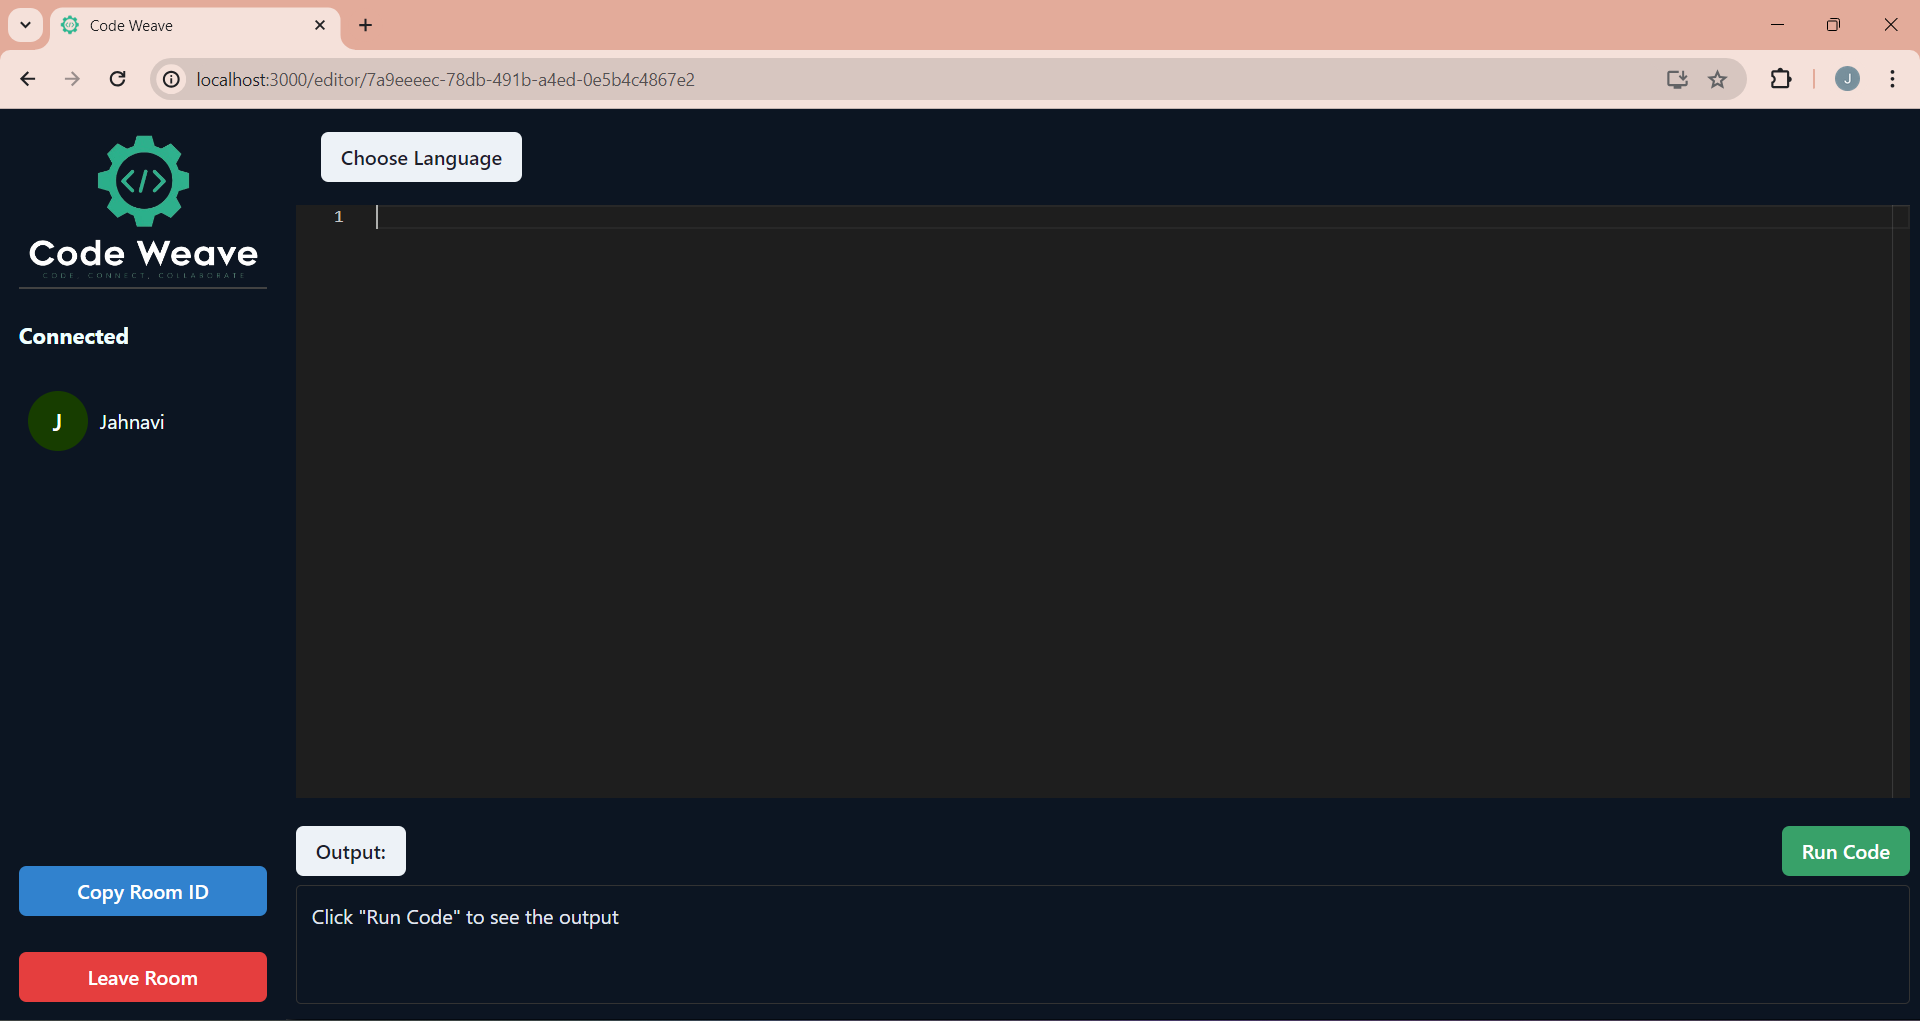 Code Weave
localhost:3000/editor/7a9eeeec-78db-491b-a4ed-0e5b4c4867e2
J
</>
Code Weave
CODE, CONNECT, COLLABORATE
Choose Language
1
Connected
J
Jahnavi
Output:
Run Code
Click "Run Code" to see the output
Copy Room ID
Leave Room